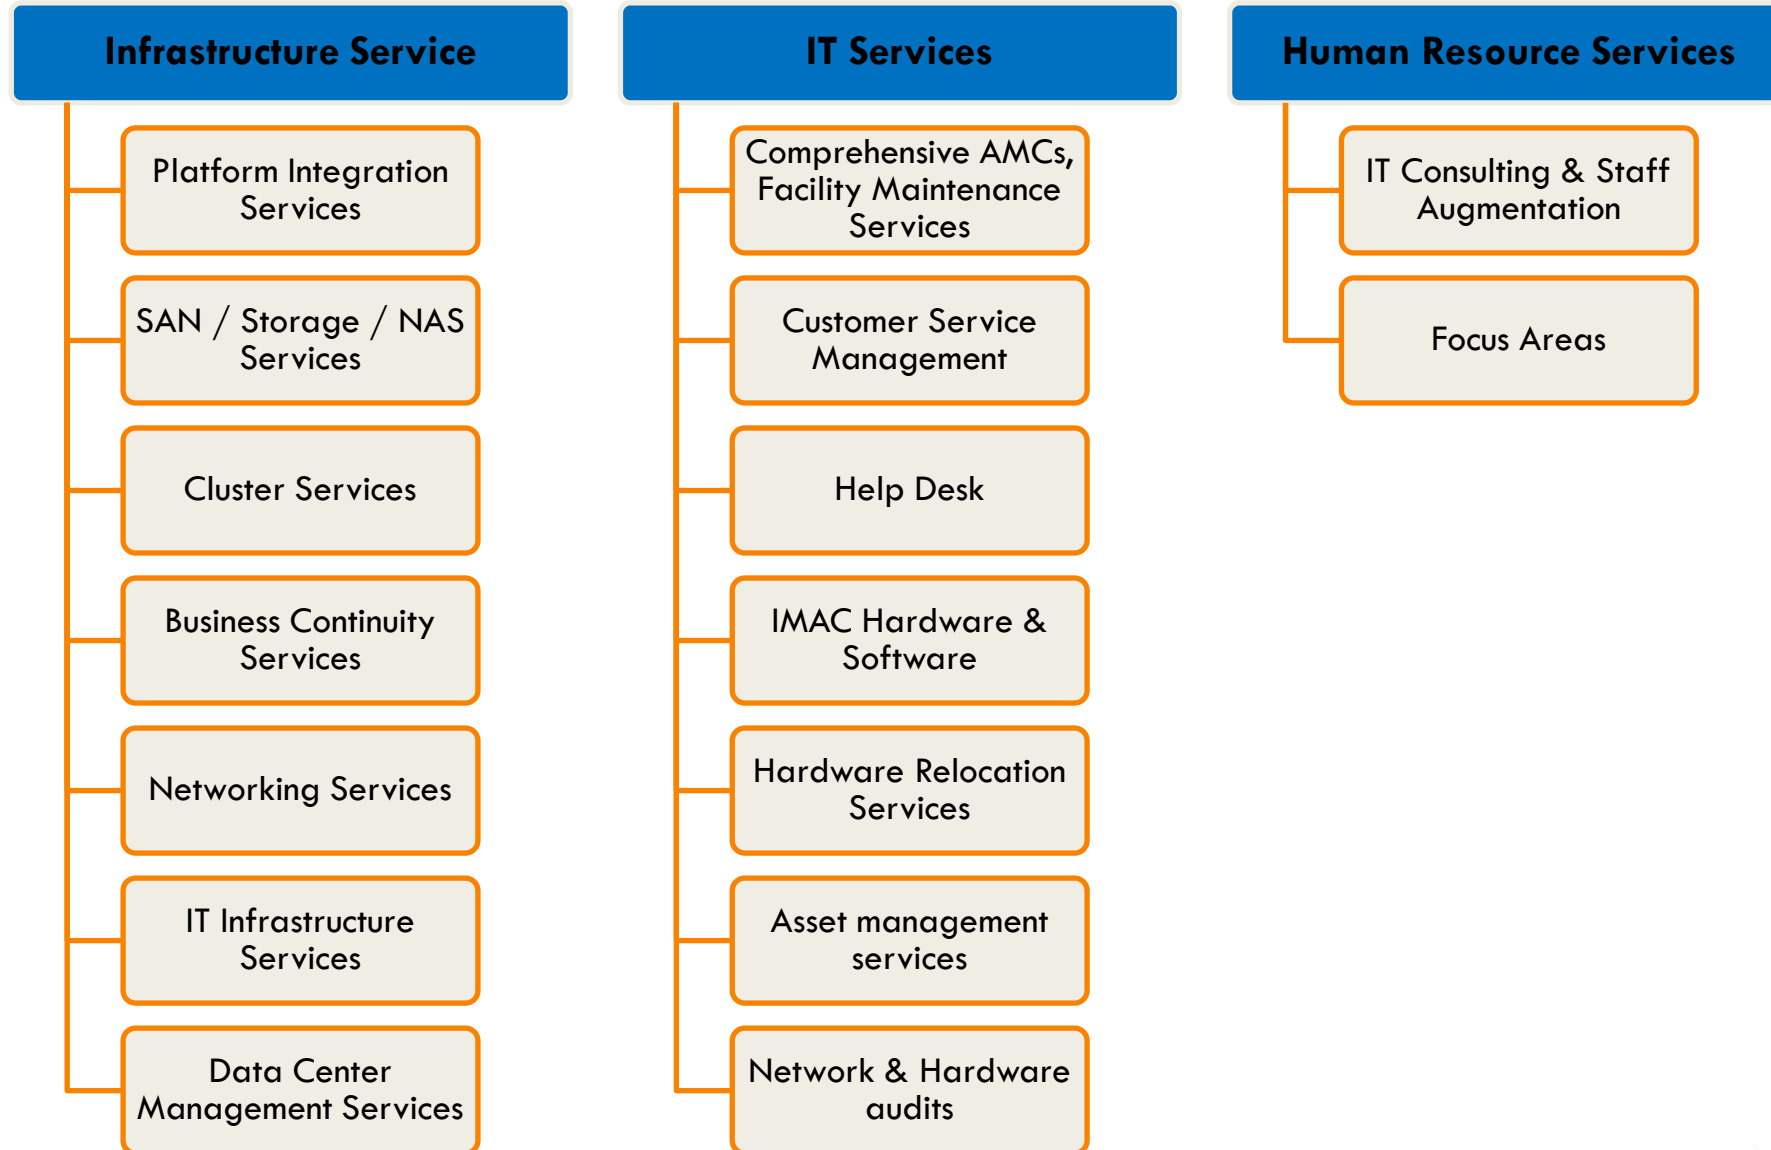 Infrastructure Service
Platform Integration
Services
SAN / Storage / NAS
Services
Cluster Services
Business Continuity
Services
Networking Services
IT Infrastructure
Services
Data Center
Management Services
IT Services
Comprehensive AMCs,
Facility Maintenance
Services
Customer Service
Management
Help Desk
IMAC Hardware &
Software
Hardware Relocation
Services
Asset management
services
Network & Hardware
audits
Human Resource Services
IT Consulting & Staff
Augmentation
Focus Areas